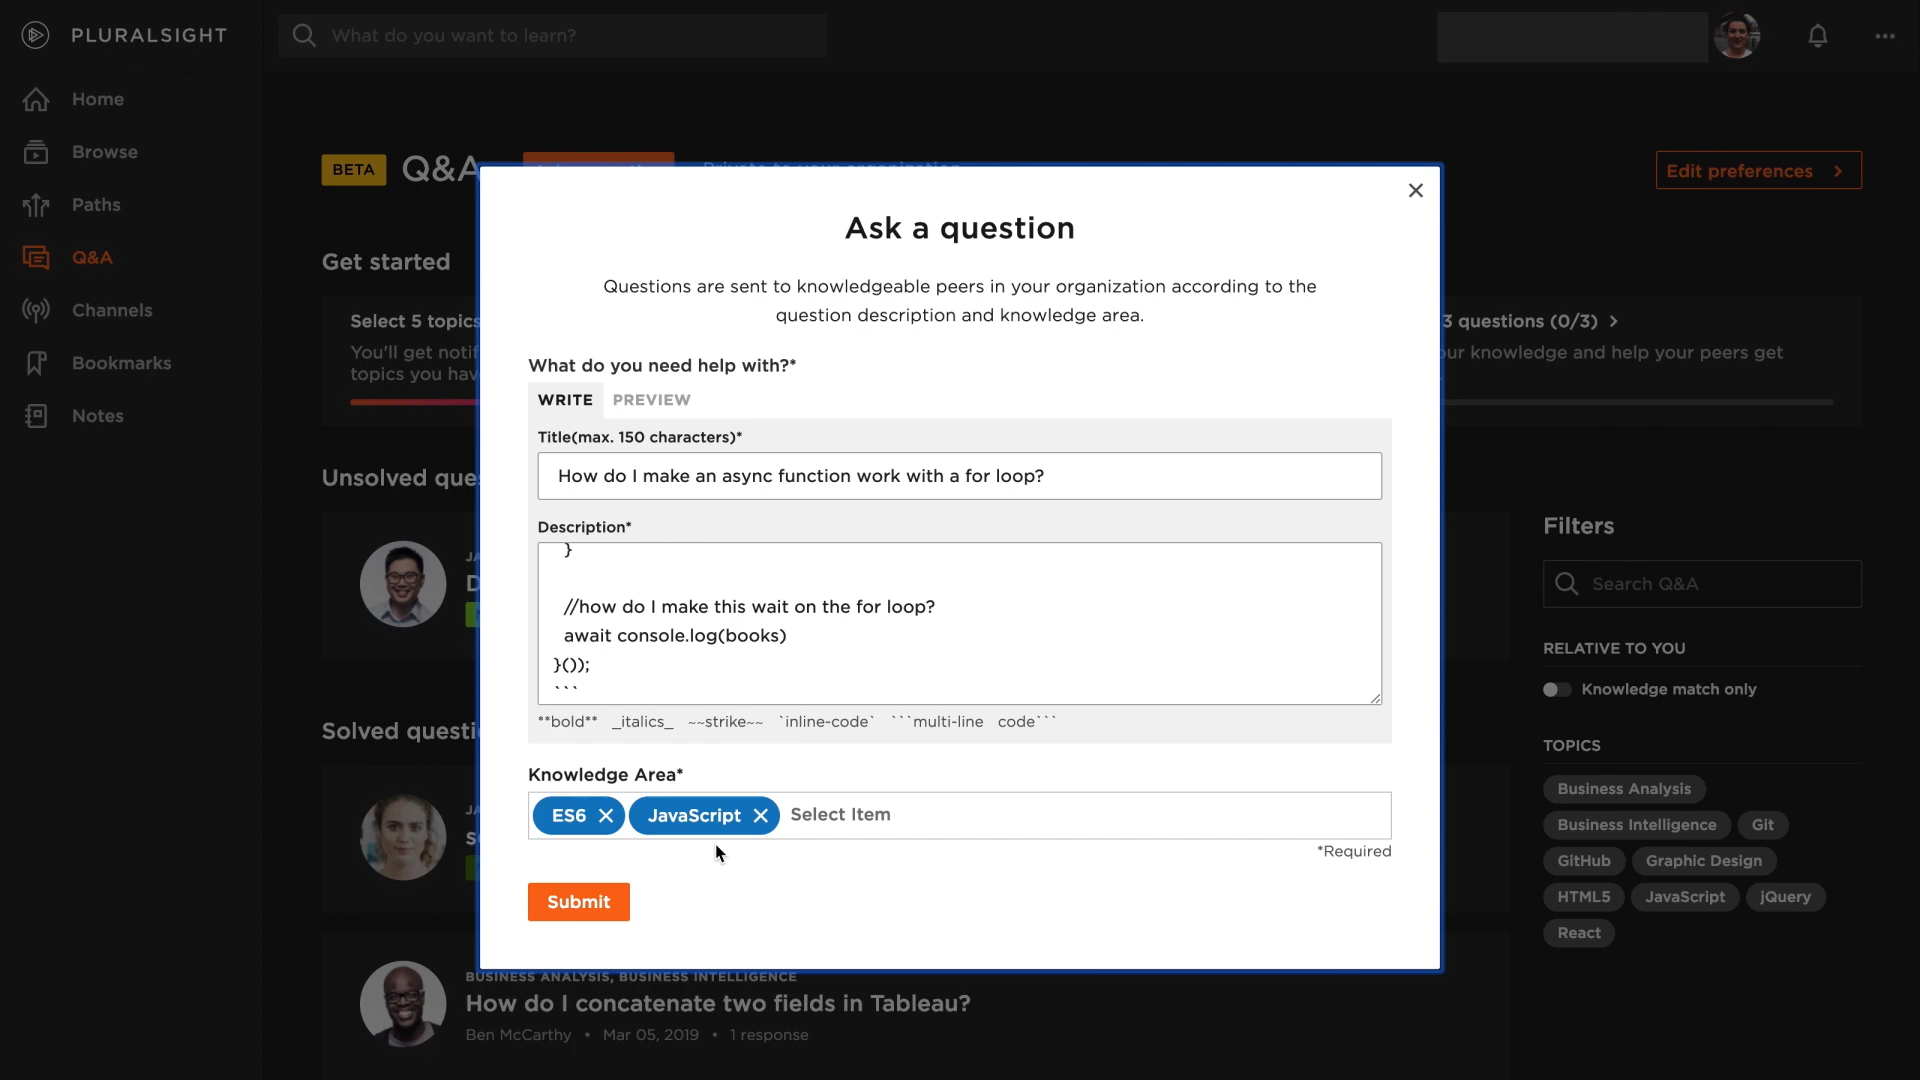 PLURALSIGHT
What do you want to learn?
Home
Browse
Paths
Q&A
Channels
Bookmarks
Notes
BETA
Q&A
Private to your organization
Edit preferences
Get started
Select 5 topics
You'll get notif
topics you hav
3 questions (0/3)
our knowledge and help your peers get
Unsolved que
Solved questi
BUSINESS ANALYSIS, BUSINESS INTELLIGENCE
How do I concatenate two fields in Tableau?
Ben McCarthy • Mar 05, 2019 • 1 response
Ask a question
Questions are sent to knowledgeable peers in your organization according to the
question description and knowledge area.
What do you need help with?*
WRITE PREVIEW
Title(max. 150 characters)*
How do I make an async function work with a for loop?
Description*
}
//how do I make this wait on the for loop?
await console.log(books)
}());
```
**bold** _italics_ ~~strike~~ `inline-code` ```multi-line code```
Knowledge Area*
ES6 JavaScript Select Item
*Required
Submit
Filters
Search Q&A
RELATIVE TO YOU
Knowledge match only
TOPICS
Business Analysis
Business Intelligence Git
GitHub Graphic Design
HTML5 JavaScript jQuery
React